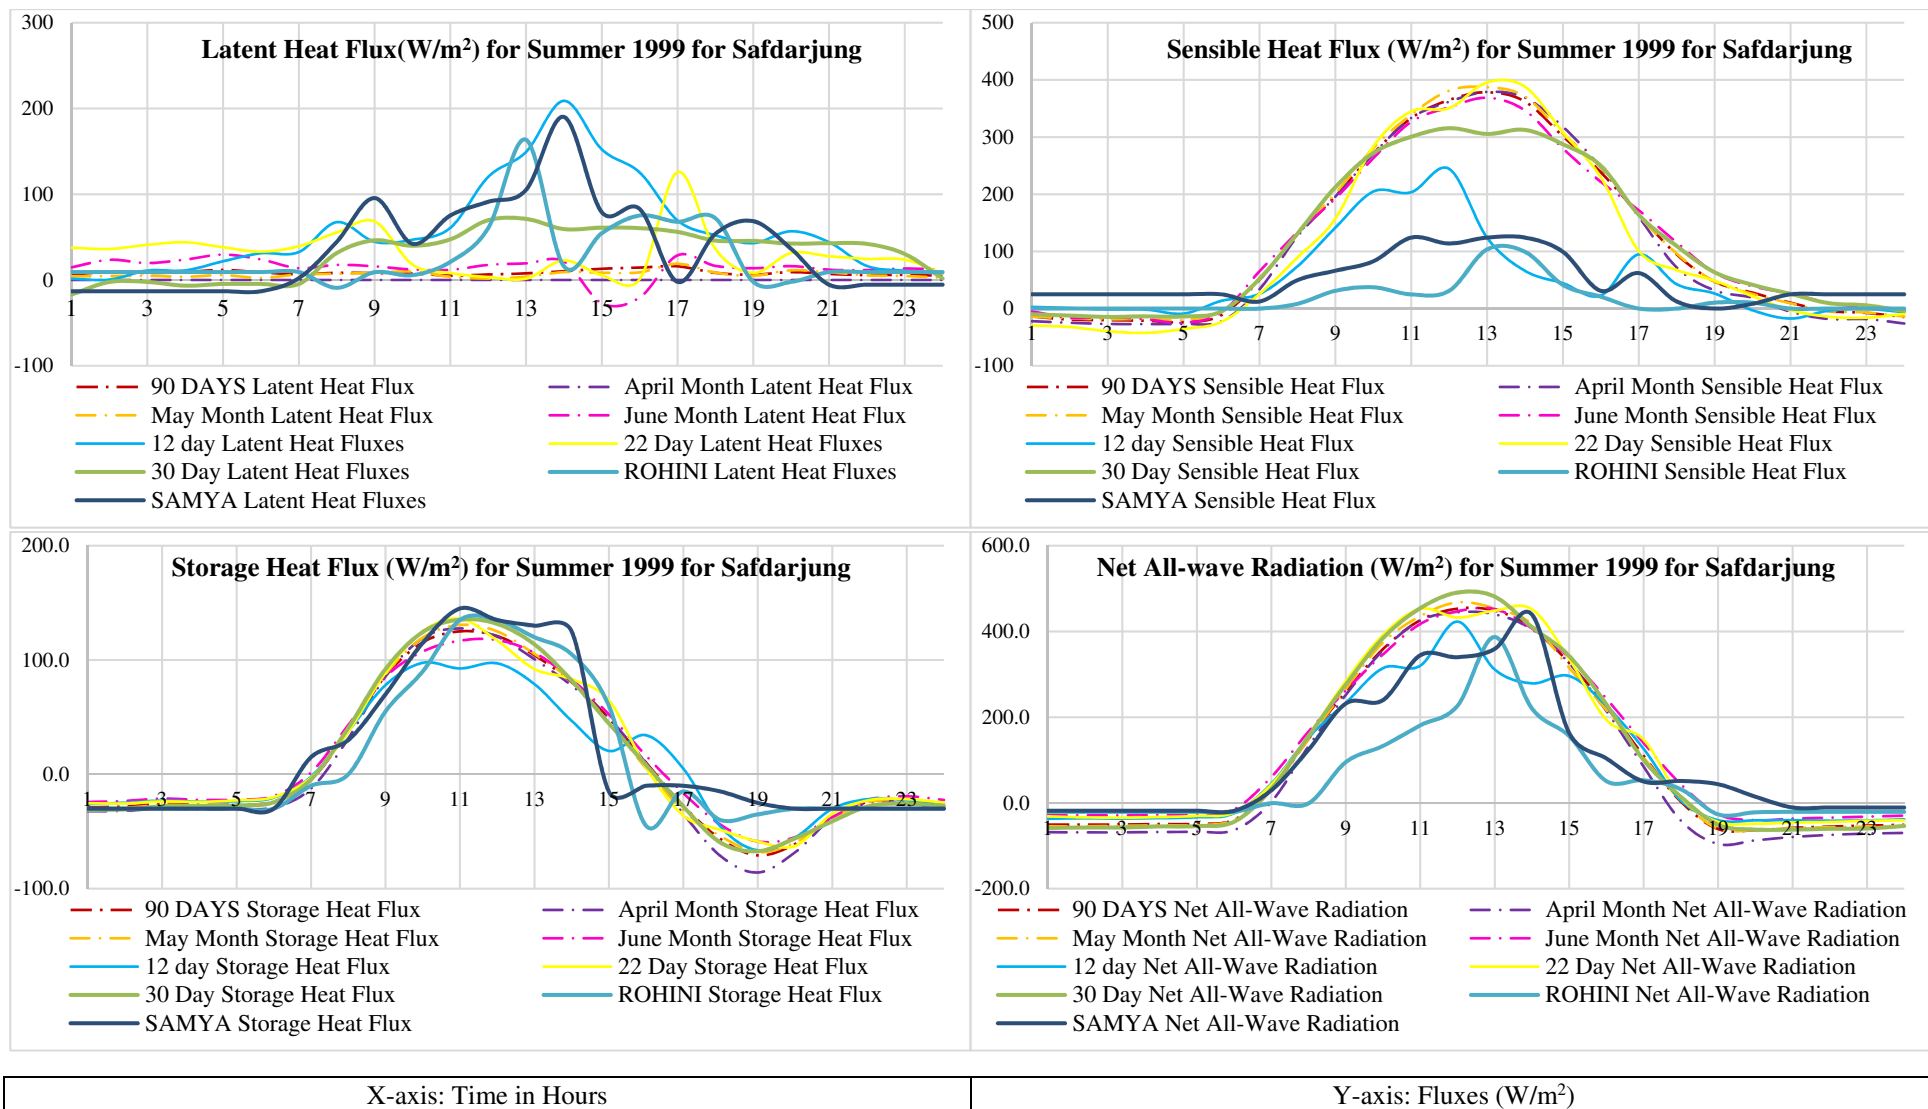 Latent Heat Flux(W/m²) for Summer 1999 for Safdarjung
300
200
100
0
-100
1 3 5 7 9 11 13 15 17 19 21 23
90 DAYS Latent Heat Flux
April Month Latent Heat Flux
May Month Latent Heat Flux
June Month Latent Heat Flux
12 day Latent Heat Fluxes
22 Day Latent Heat Fluxes
30 Day Latent Heat Fluxes
ROHINI Latent Heat Fluxes
SAMYA Latent Heat Fluxes
Sensible Heat Flux (W/m²) for Summer 1999 for Safdarjung
500
400
300
200
100
0
-100
1 3 5 7 9 11 13 15 17 19 21 23
90 DAYS Sensible Heat Flux
April Month Sensible Heat Flux
May Month Sensible Heat Flux
June Month Sensible Heat Flux
12 day Sensible Heat Flux
22 Day Sensible Heat Flux
30 Day Sensible Heat Flux
ROHINI Sensible Heat Flux
SAMYA Sensible Heat Flux
Storage Heat Flux (W/m²) for Summer 1999 for Safdarjung
200.0
100.0
0.0
-100.0
1 3 5 7 9 11 13 15 17 19 21 23
90 DAYS Storage Heat Flux
April Month Storage Heat Flux
May Month Storage Heat Flux
June Month Storage Heat Flux
12 day Storage Heat Flux
22 Day Storage Heat Flux
30 Day Storage Heat Flux
ROHINI Storage Heat Flux
SAMYA Storage Heat Flux
Net All-wave Radiation (W/m²) for Summer 1999 for Safdarjung
600.0
400.0
200.0
0.0
-200.0
1 3 5 7 9 11 13 15 17 19 21 23
90 DAYS Net All-Wave Radiation
April Month Net All-Wave Radiation
May Month Net All-Wave Radiation
June Month Net All-Wave Radiation
12 day Net All-Wave Radiation
22 Day Net All-Wave Radiation
30 Day Net All-Wave Radiation
ROHINI Net All-Wave Radiation
SAMYA Net All-Wave Radiation
X-axis: Time in Hours
Y-axis: Fluxes (W/m²)